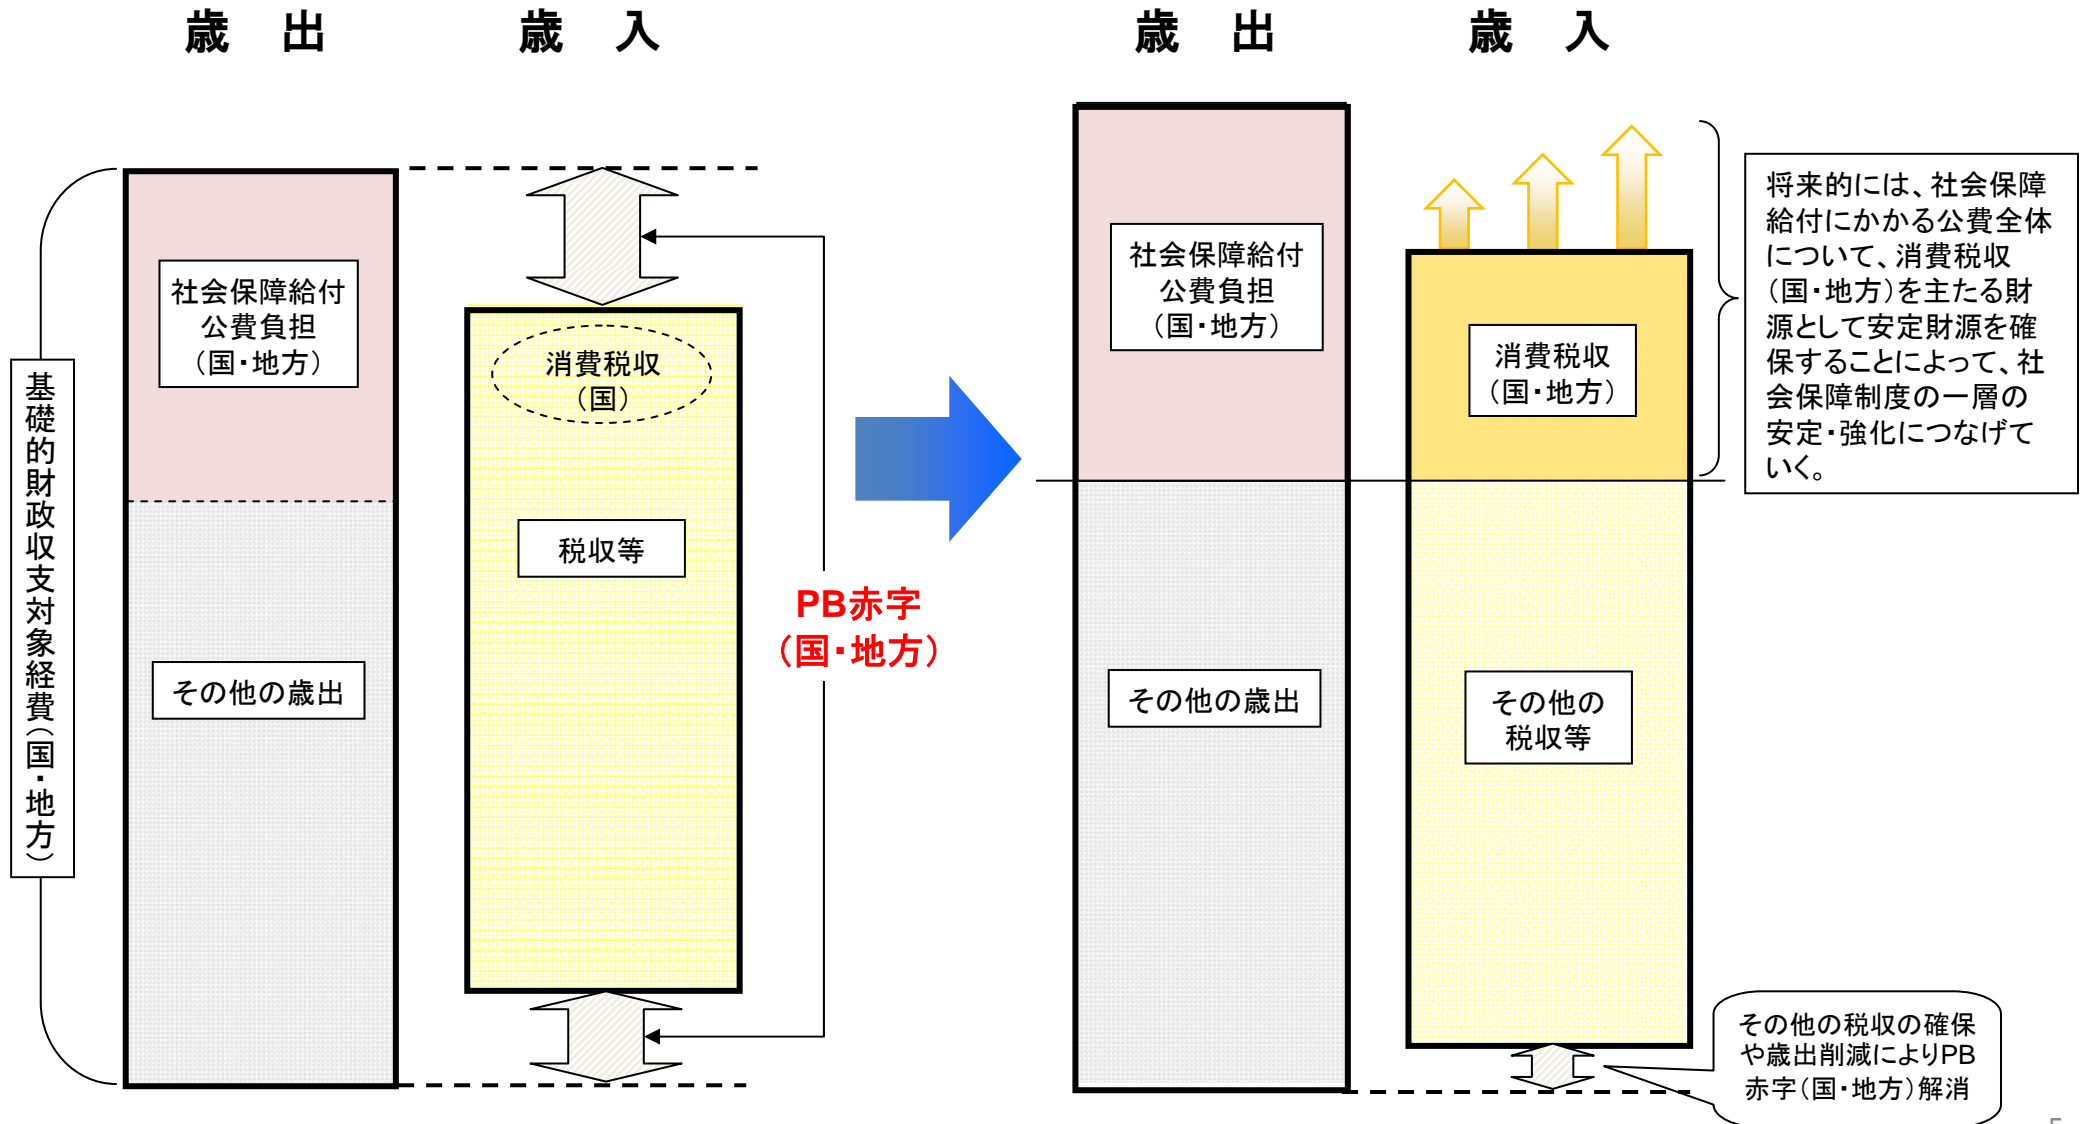 歳 出
歳 入
歳 出
歳 入
基礎的財政収支対象経費（国・地方）
社会保障給付
公費負担
（国・地方）
その他の歳出
消費税収
（国）
税収等
PB赤字
（国・地方）
社会保障給付
公費負担
（国・地方）
その他の歳出
消費税収
（国・地方）
その他の
税収等
将来的には、社会保障
給付にかかる公費全体
について、消費税収
（国・地方）を主たる財
源として安定財源を確
保することによって、社
会保障制度の一層の
安定・強化につなげて
いく。
その他の税収の確保
や歳出削減によりPB
赤字（国・地方）解消